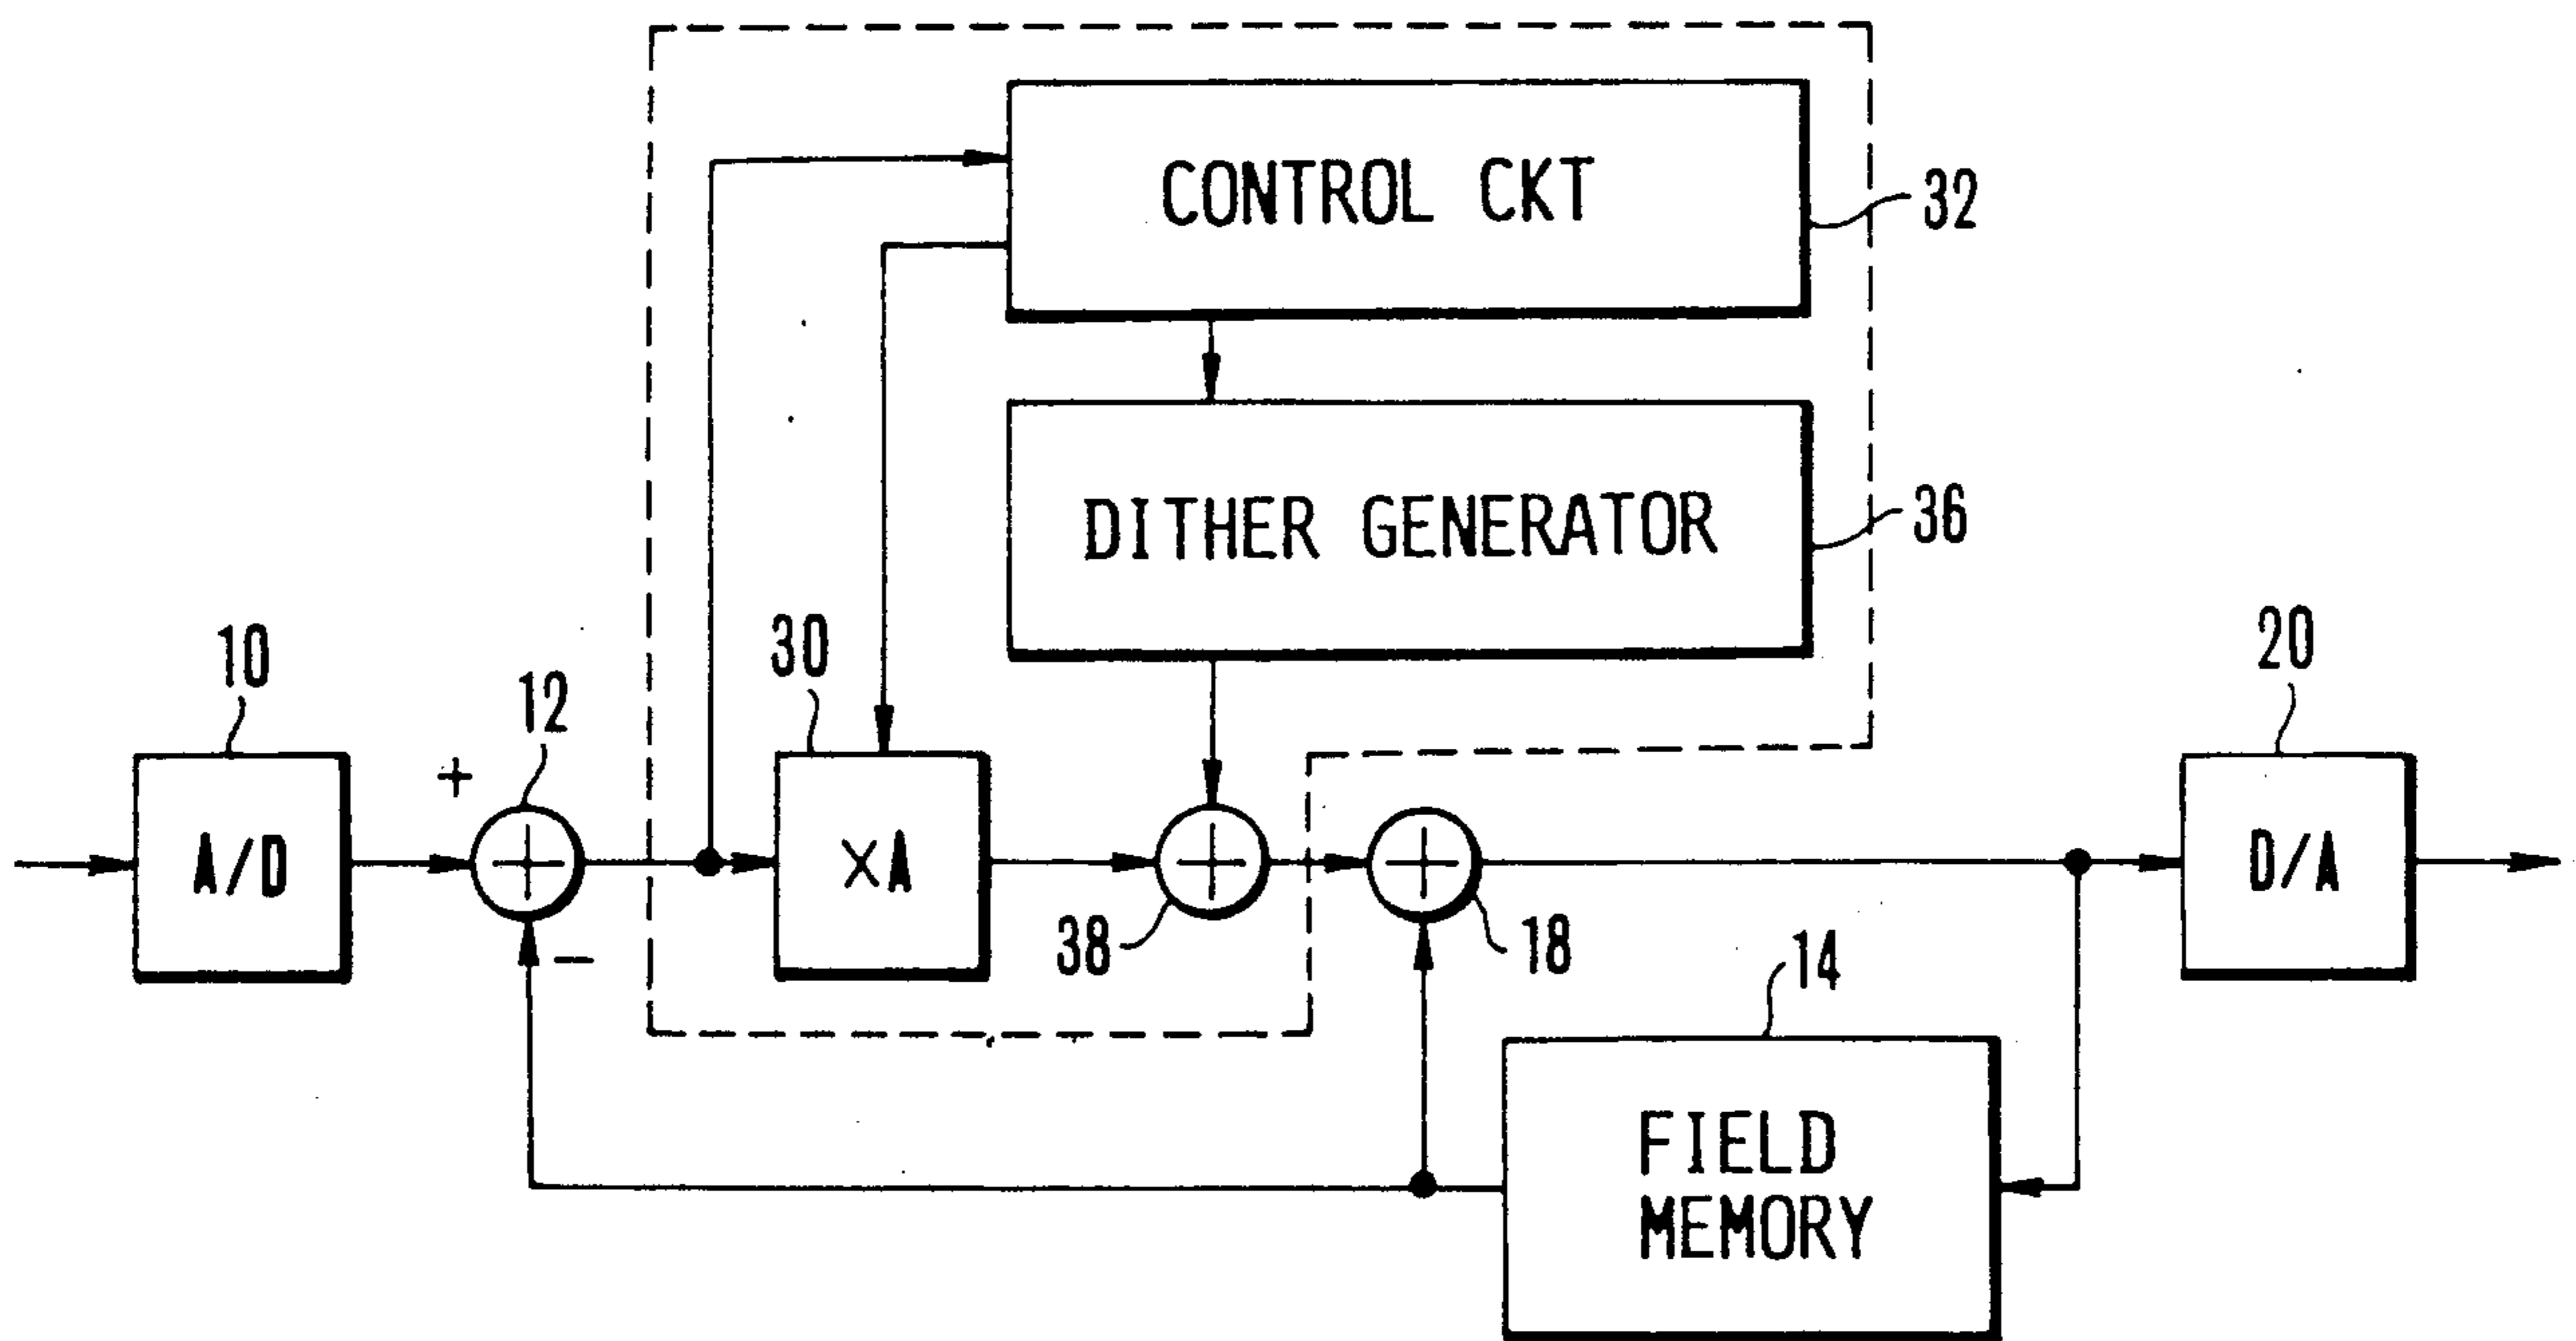 CONTROL CKT
32
DITHER GENERATOR
36
10
12
30
20
+
A/D
×A
D/A
38
18
−
14
FIELD
MEMORY